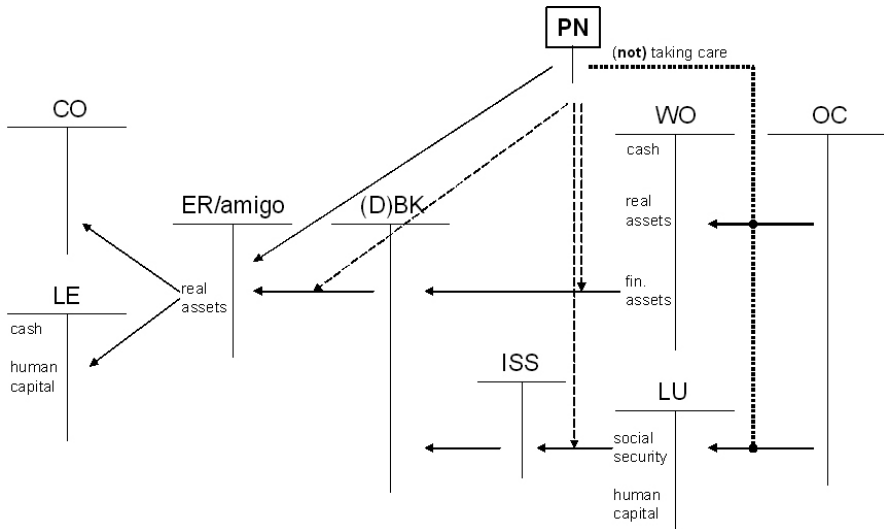 PN
(not) taking care
CO
WO
OC
cash
ER/amigo
(D)BK
real
assets
real
assets
LE
fin.
assets
cash
human
capital
ISS
LU
social
security
human
capital